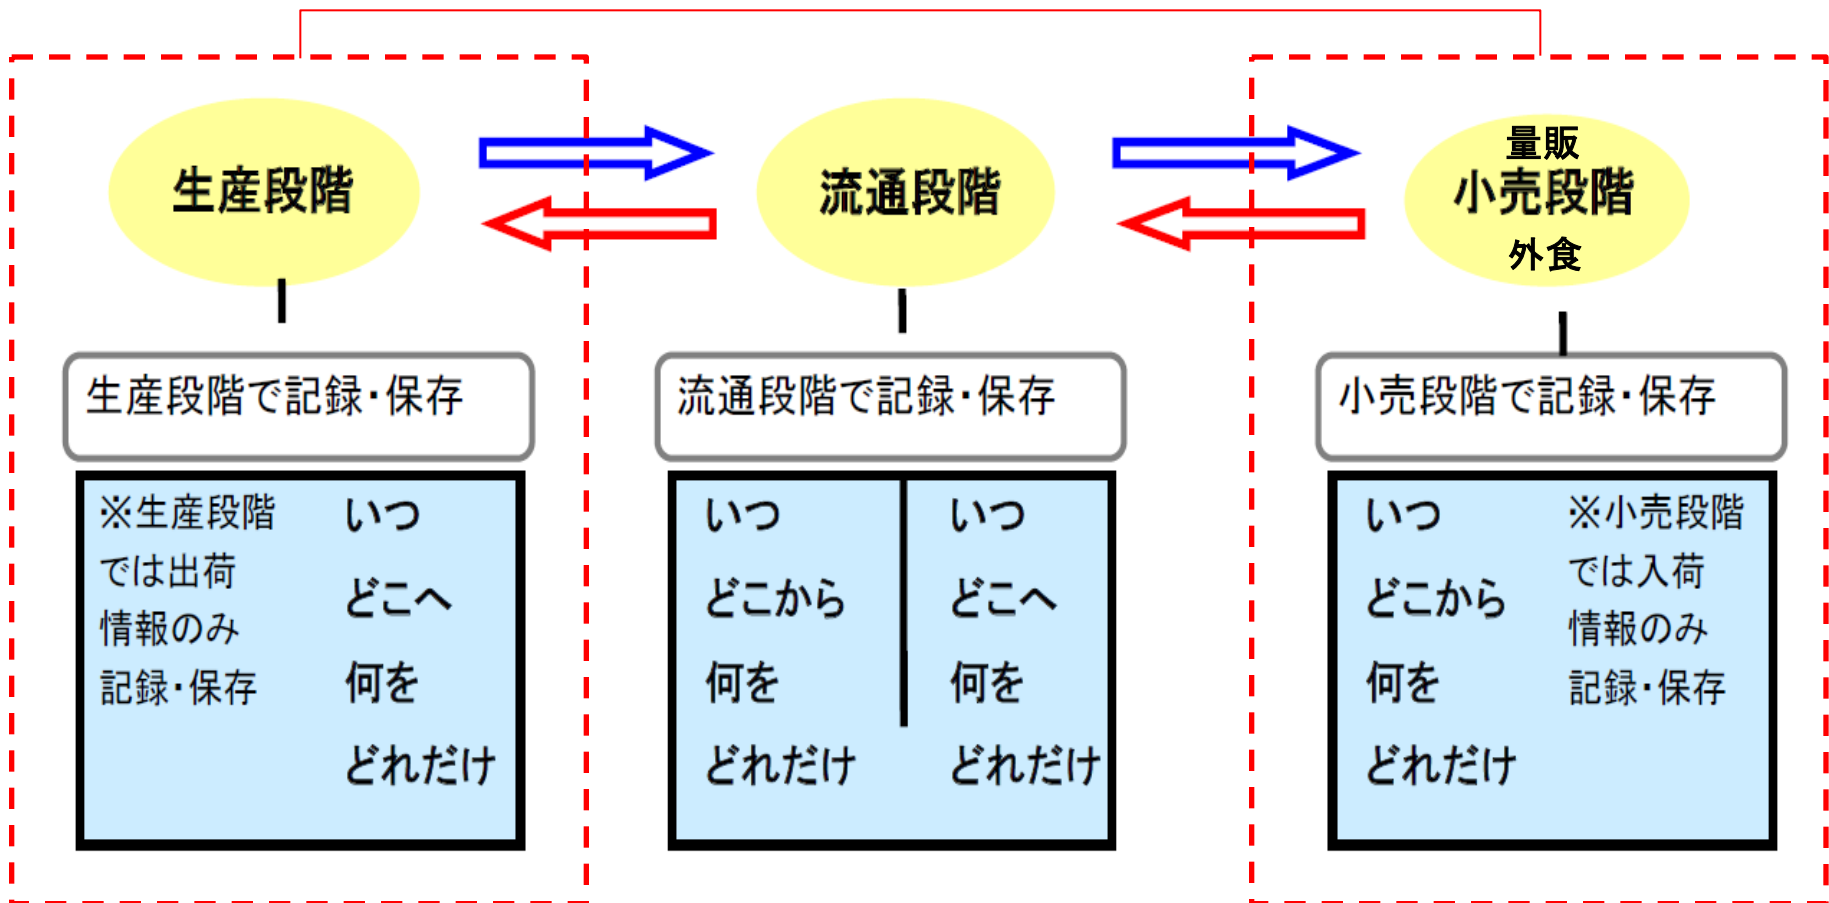 生産段階
流通段階
量販
小売段階
外食
生産段階で記録・保存
流通段階で記録・保存
小売段階で記録・保存
※生産段階
では出荷
情報のみ
記録・保存
いつ
どこへ
何を
どれだけ
いつ
どこから
何を
どれだけ
いつ
どこへ
何を
どれだけ
いつ
どこから
何を
どれだけ
※小売段階
では入荷
情報のみ
記録・保存